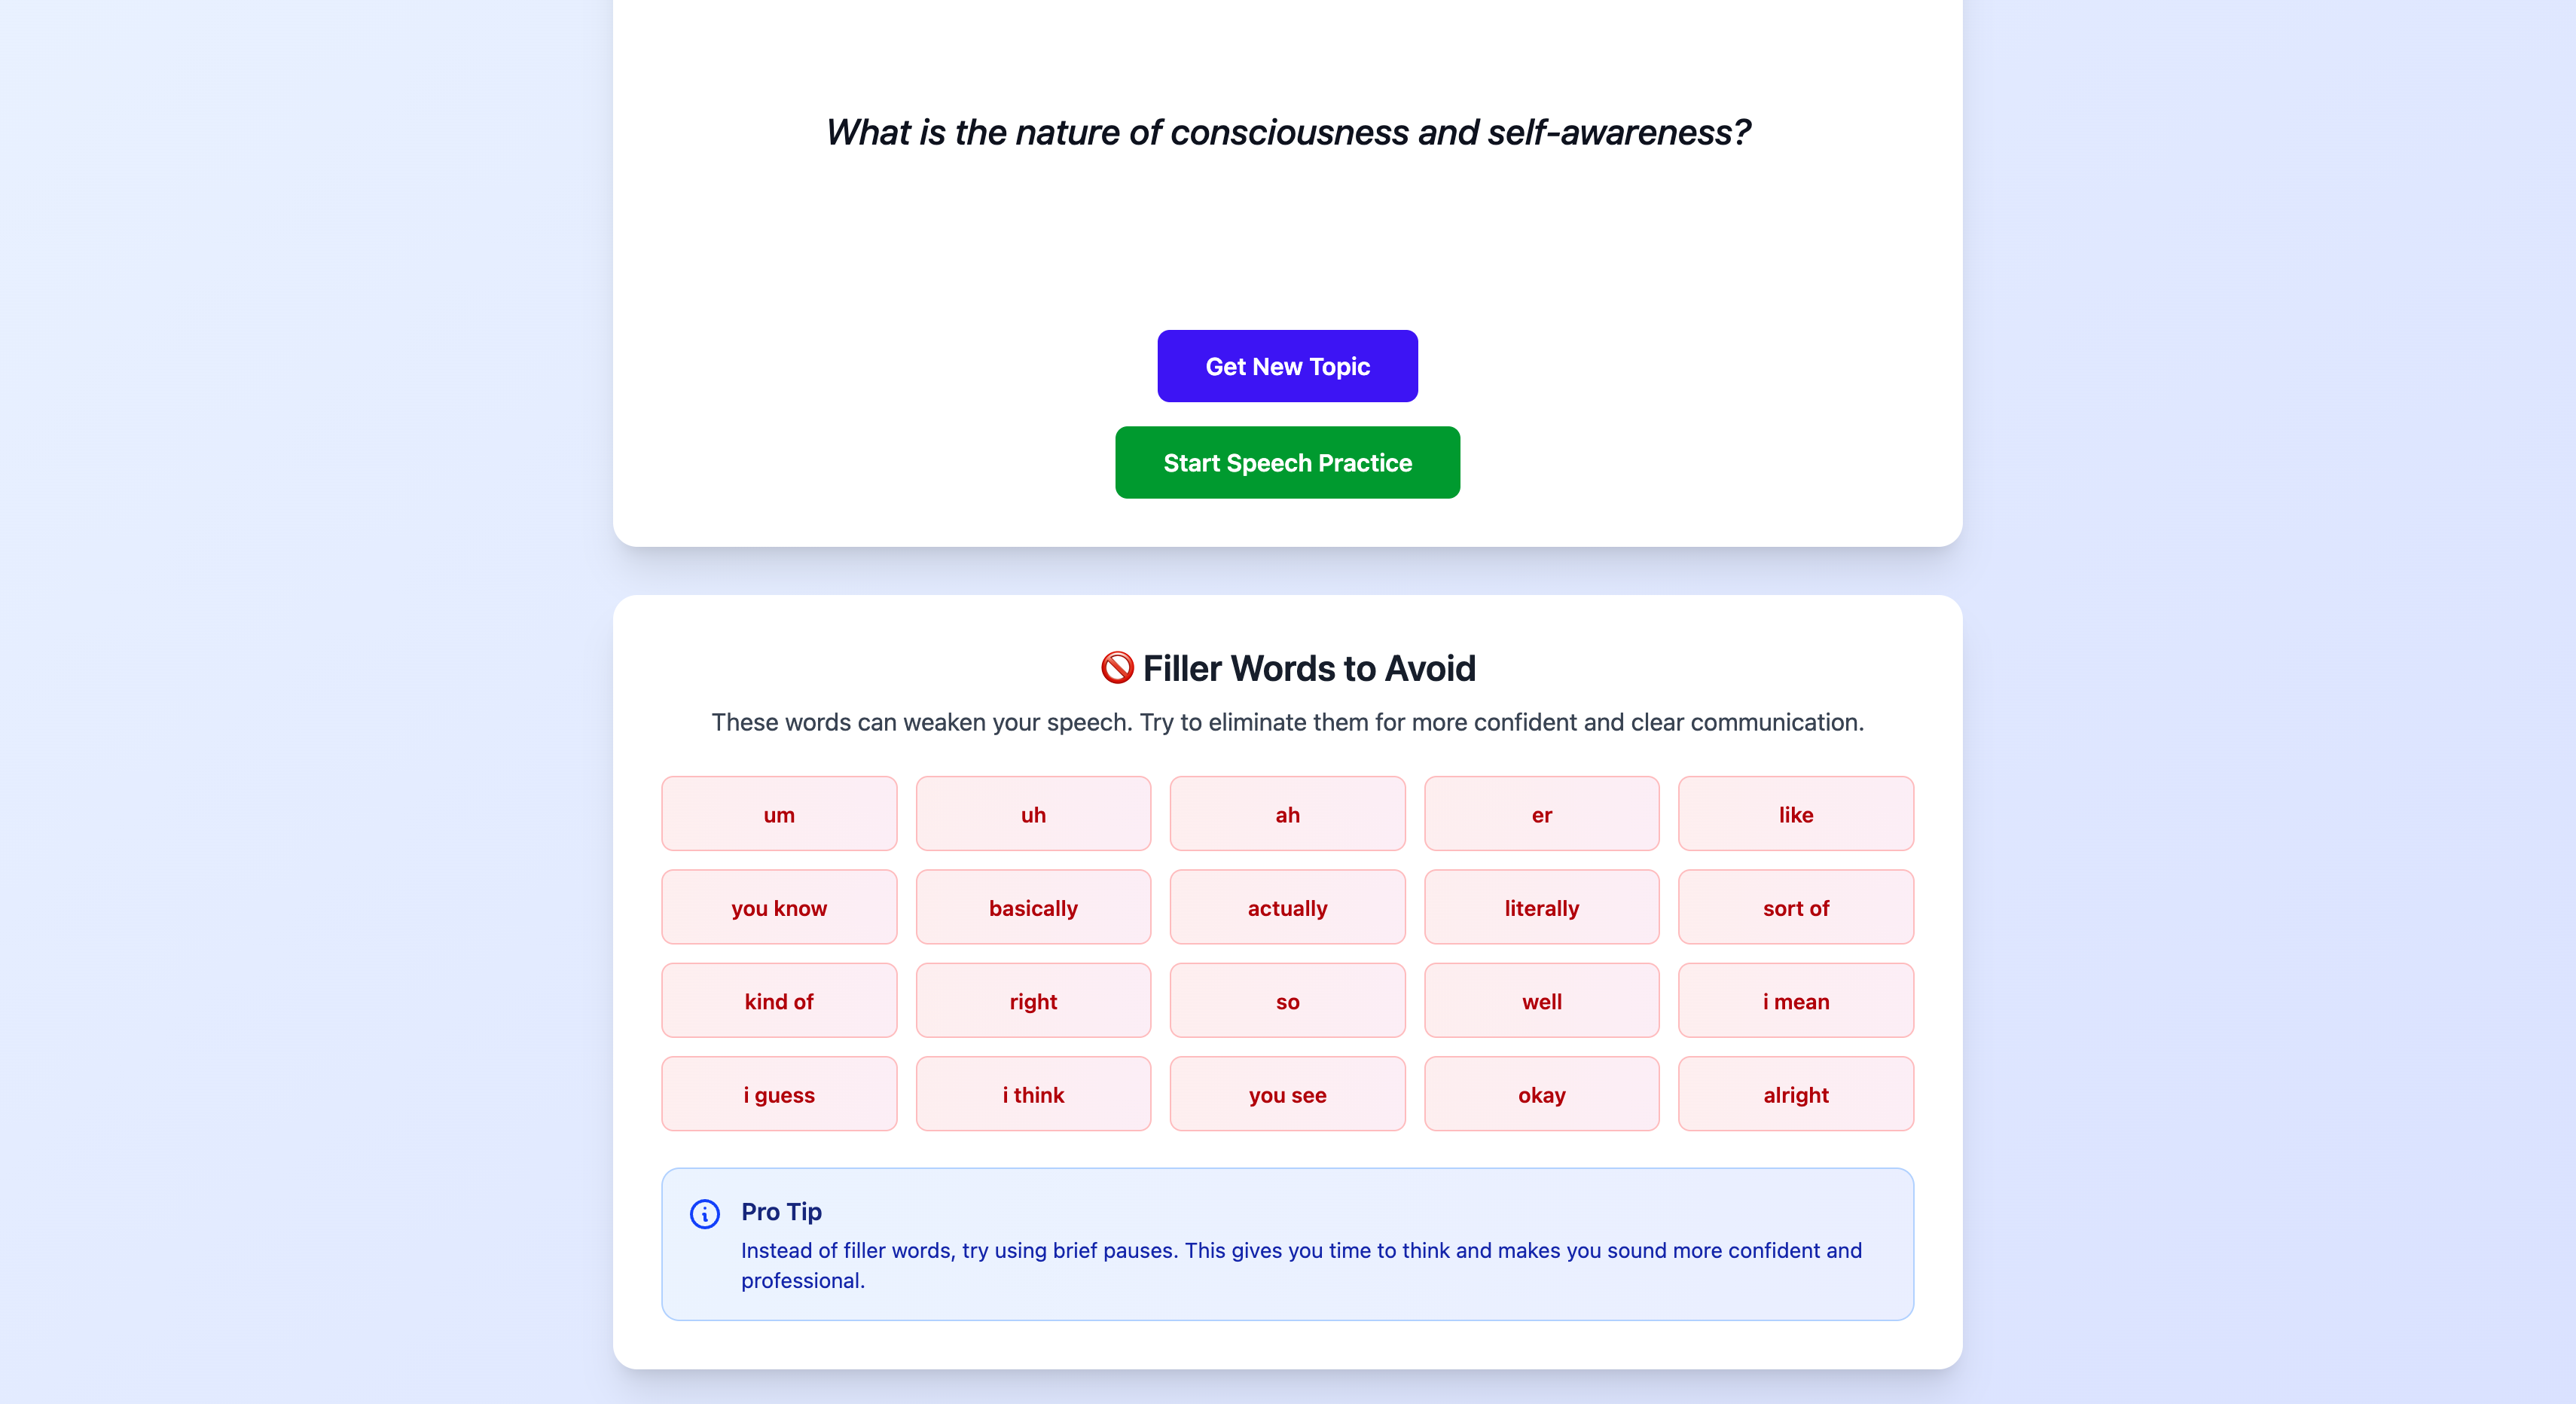 What is the nature of consciousness and self-awareness?
Get New Topic
Start Speech Practice
🚫 Filler Words to Avoid
These words can weaken your speech. Try to eliminate them for more confident and clear communication.
um uh ah er like
you know basically actually literally sort of
kind of right so well i mean
i guess i think you see okay alright
Pro Tip
Instead of filler words, try using brief pauses. This gives you time to think and makes you sound more confident and
professional.